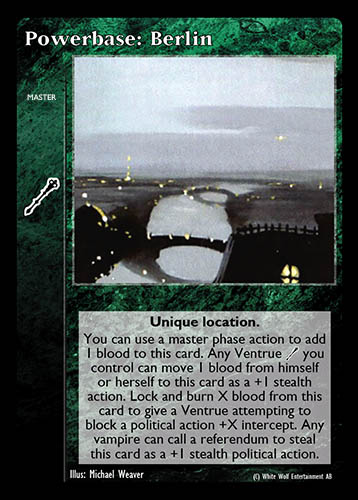 Powerbase: Berlin
MASTER
Unique location.
You can use a master phase action to add
1 blood to this card. Any Ventrue you
control can move 1 blood from himself
or herself to this card as a +1 stealth
action. Lock and burn X blood from this
card to give a Ventrue attempting to
block a political action +X intercept. Any
vampire can call a referendum to steal
this card as a +1 stealth political action.
Illus: Michael Weaver
(C) White Wolf Entertainment AB